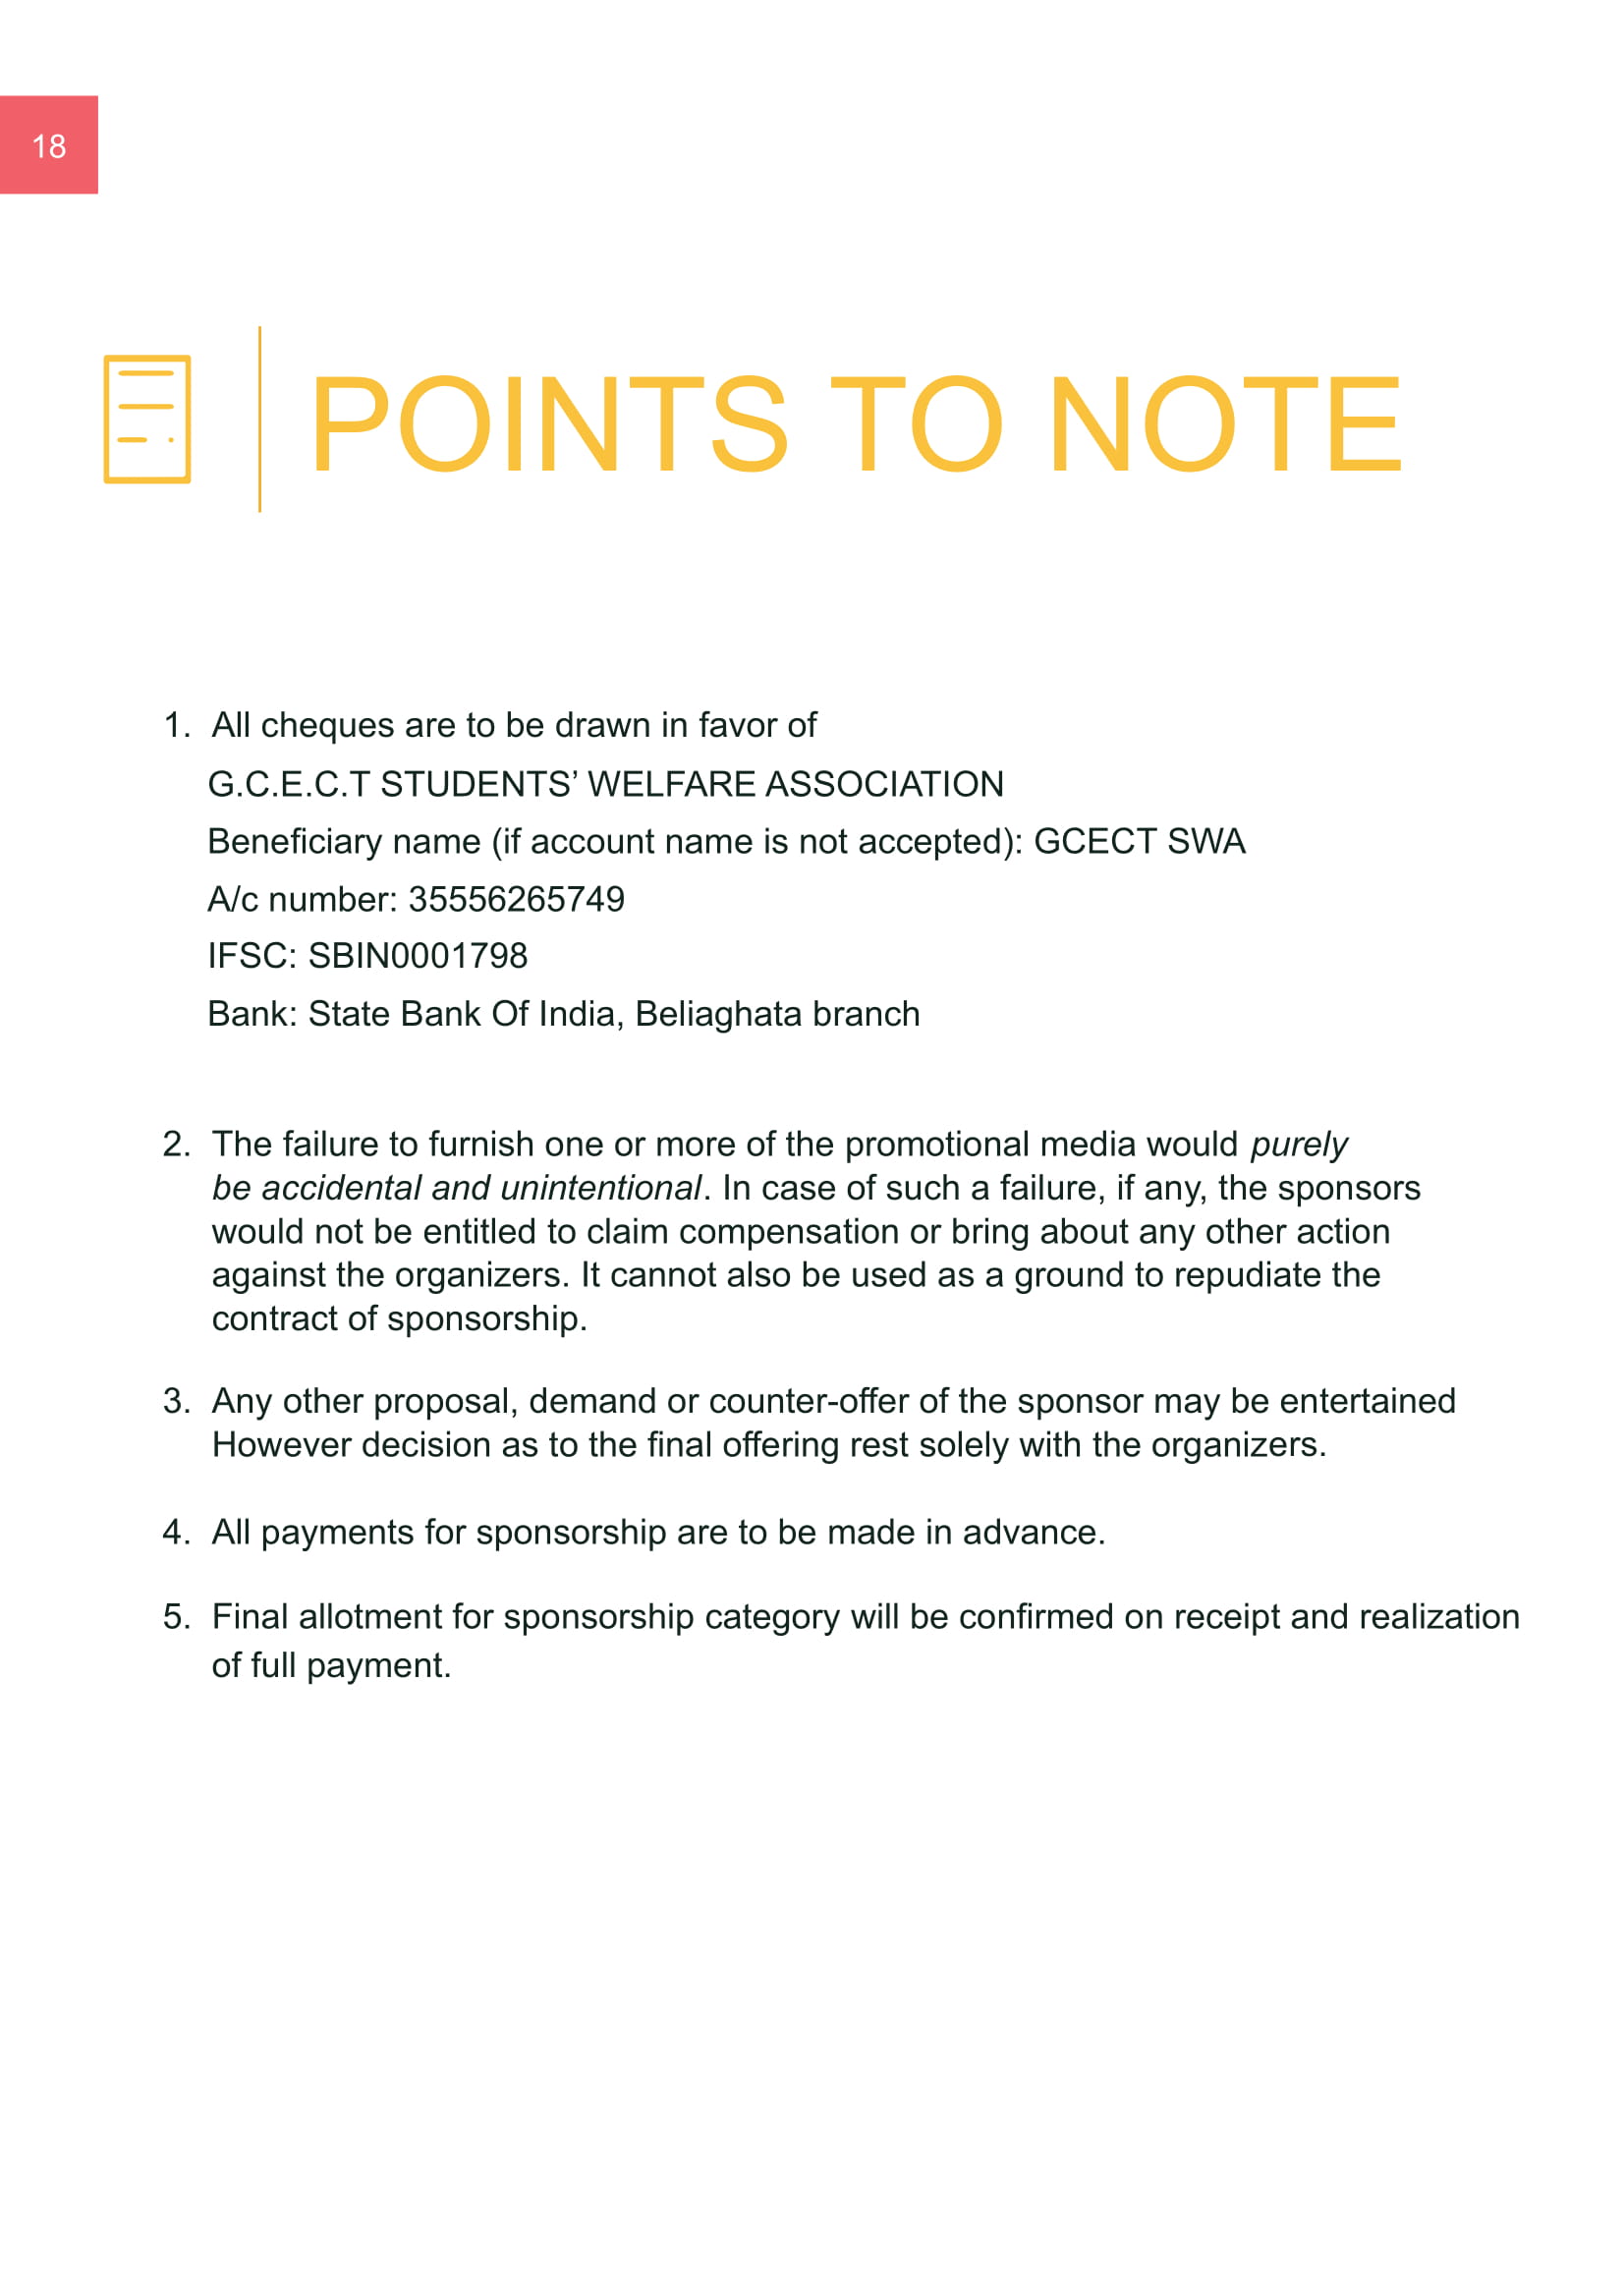 18
POINTS TO NOTE
1. All cheques are to be drawn in favor of
G.C.E.C.T STUDENTS’ WELFARE ASSOCIATION
Beneficiary name (if account name is not accepted): GCECT SWA
A/c number: 35556265749
IFSC: SBIN0001798
Bank: State Bank Of India, Beliaghata branch
2. The failure to furnish one or more of the promotional media would purely
be accidental and unintentional. In case of such a failure, if any, the sponsors
would not be entitled to claim compensation or bring about any other action
against the organizers. It cannot also be used as a ground to repudiate the
contract of sponsorship.
3. Any other proposal, demand or counter-offer of the sponsor may be entertained
However decision as to the final offering rest solely with the organizers.
4. All payments for sponsorship are to be made in advance.
5. Final allotment for sponsorship category will be confirmed on receipt and realization
of full payment.